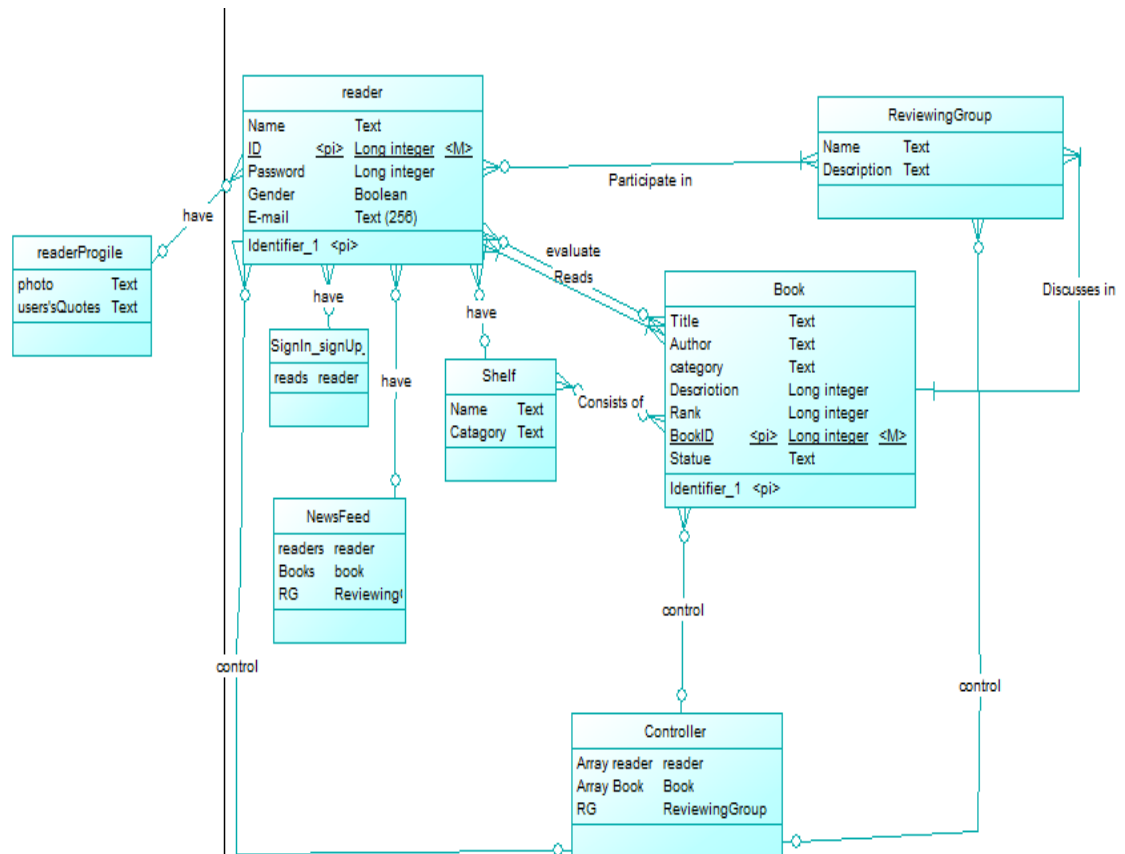 reader
Name Text
ID <pi> Long integer <M>
Password Long integer
Gender Boolean
E-mail Text (256)
Identifier_1 <pi>
ReviewingGroup
Name Text
Description Text
Participate in
have
readerProgile
photo Text
users'sQuotes Text
evaluate
Reads
Book
Title Text
Author Text
category Text
Descriotion Long integer
Rank Long integer
BookID <pi> Long integer <M>
Statue Text
Identifier_1 <pi>
Discusses in
have
SignIn_signUp_
reads reader
have
have
Shelf
Name Text
Catagory Text
Consists of
NewsFeed
readers reader
Books book
RG Reviewing
control
control
control
Controller
Array reader reader
Array Book Book
RG ReviewingGroup